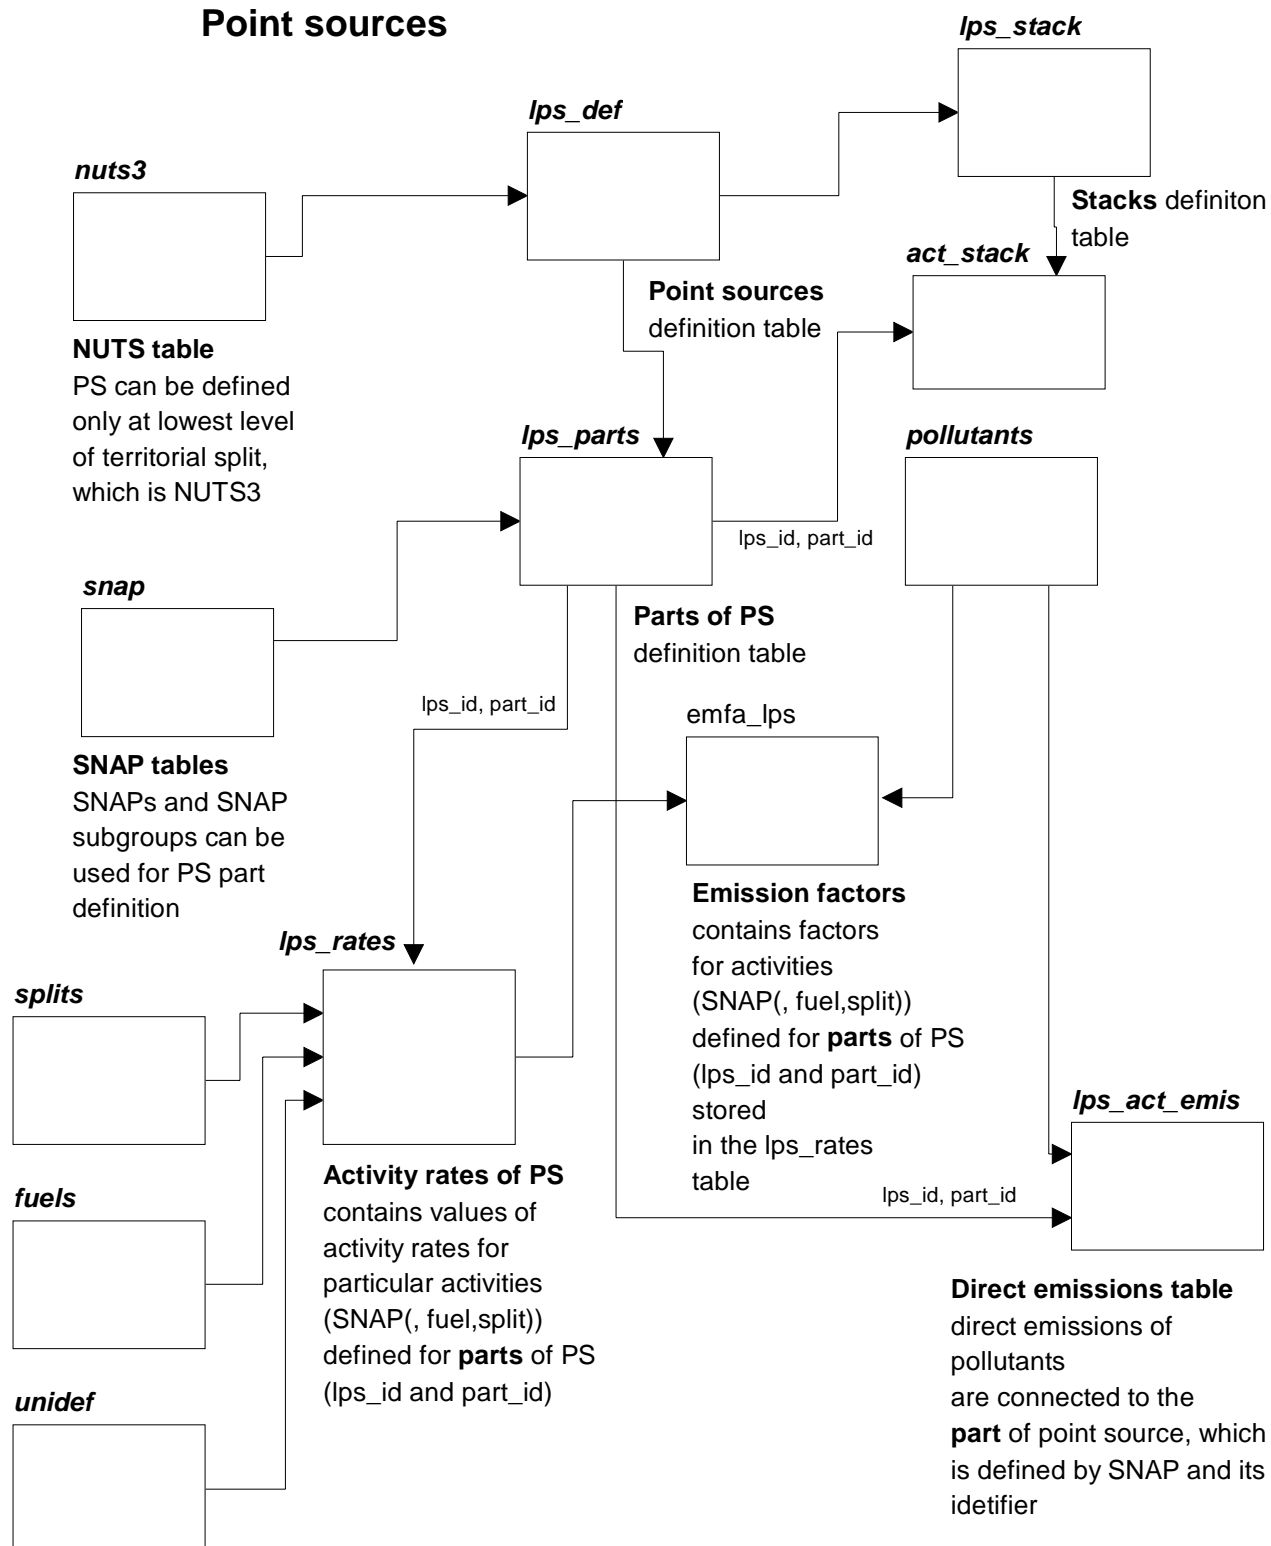 Point sources
lps_stack
lps_def
nuts3
Stacks definiton
table
act_stack
Point sources
definition table
NUTS table
PS can be defined
only at lowest level
of territorial split,
which is NUTS3
lps_parts
pollutants
lps_id, part_id
snap
Parts of PS
definition table
lps_id, part_id
emfa_lps
SNAP tables
SNAPs and SNAP
subgroups can be
used for PS part
definition
Emission factors
contains factors
for activities
(SNAP(, fuel,split))
defined for parts of PS
(lps_id and part_id)
stored
in the lps_rates
table
lps_rates
splits
lps_act_emis
Activity rates of PS
contains values of
activity rates for
particular activities
(SNAP(, fuel,split))
defined for parts of PS
(lps_id and part_id)
lps_id, part_id
fuels
Direct emissions table
direct emissions of
pollutants
are connected to the
part of point source, which
is defined by SNAP and its
idetifier
unidef